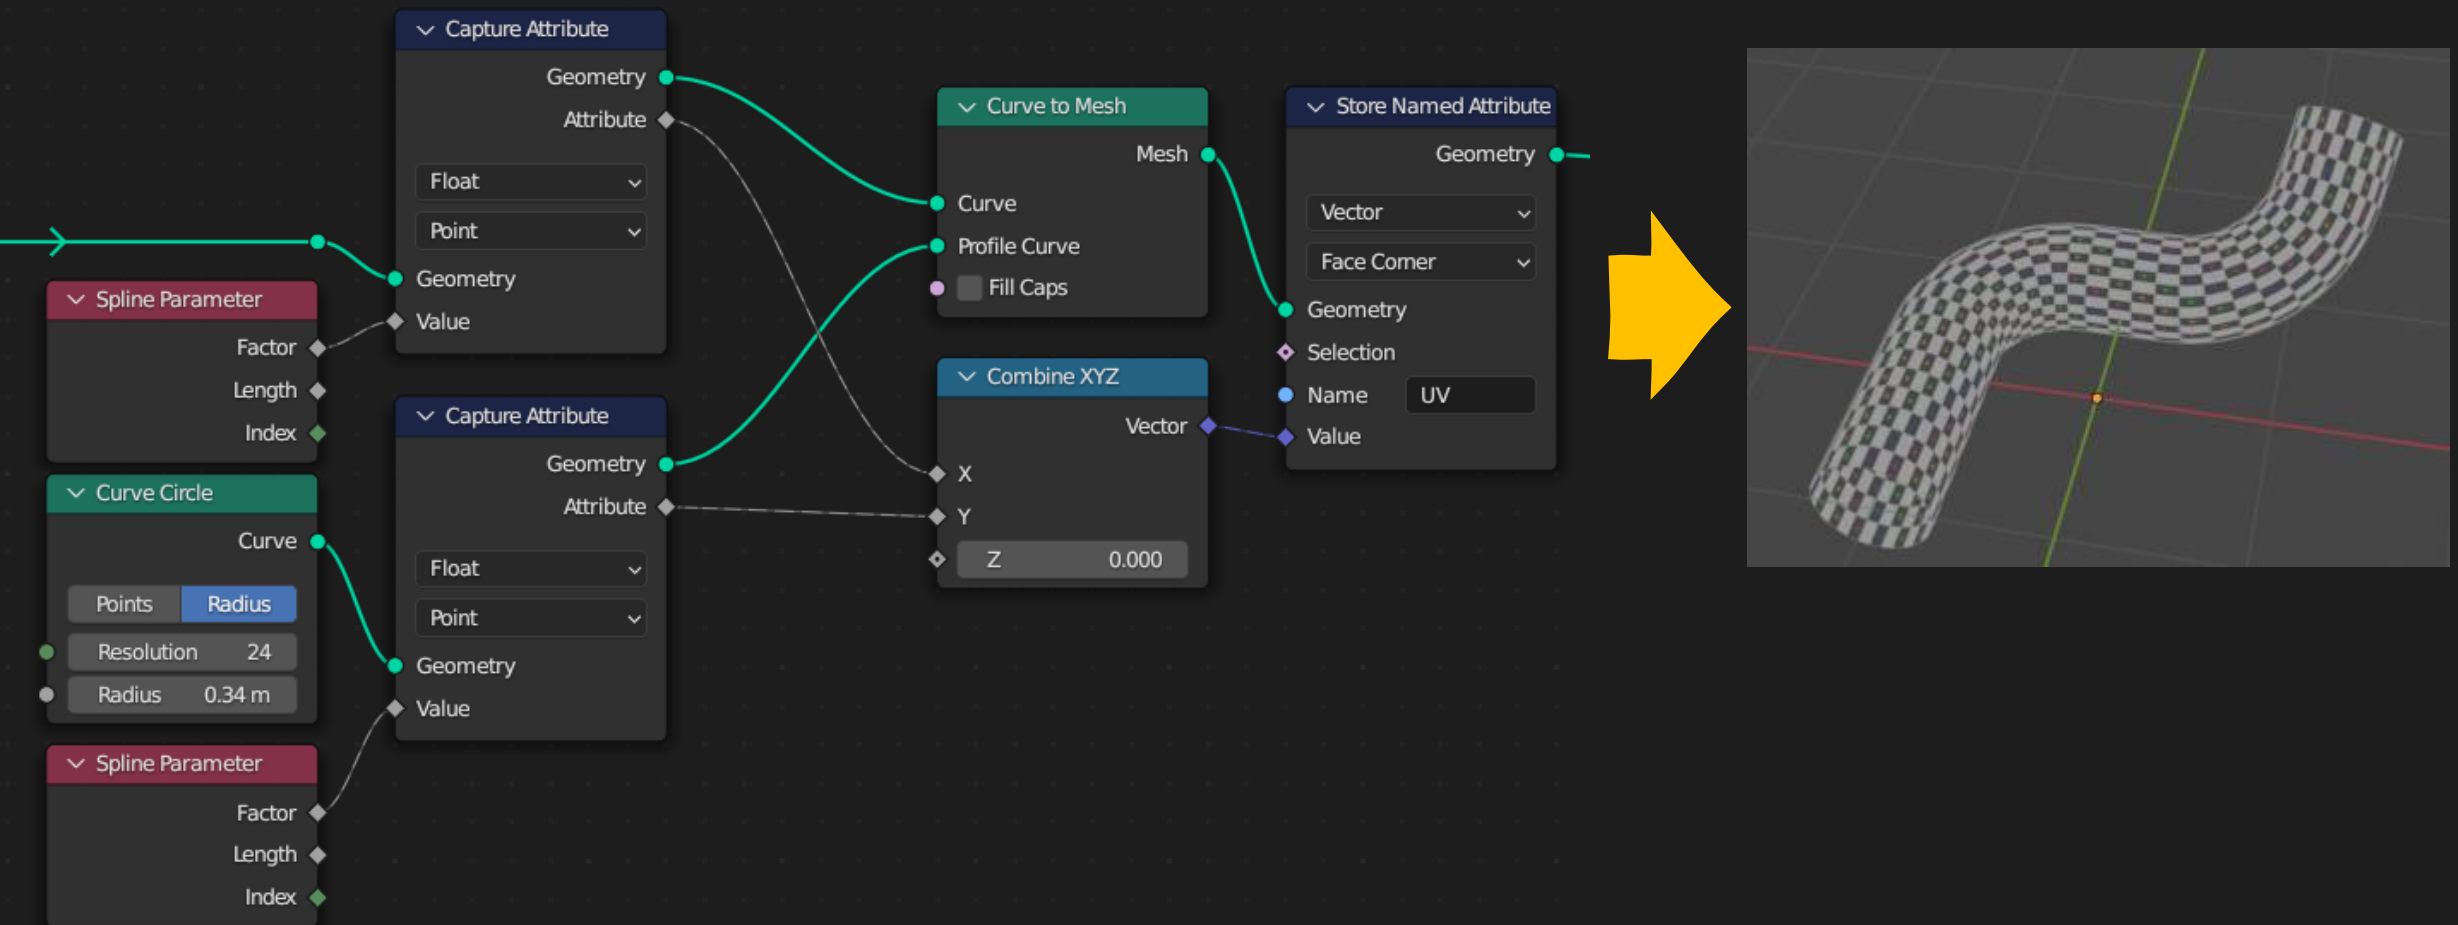 Capture Attribute
Geometry
Attribute
Float
Point
Geometry
Value
Spline Parameter
Factor
Length
Index
Curve Circle
Curve
Points Radius
Resolution 24
Radius 0.34 m
Spline Parameter
Factor
Length
Index
Capture Attribute
Geometry
Attribute
Float
Point
Geometry
Value
Curve to Mesh
Mesh
Curve
Profile Curve
Fill Caps
Combine XYZ
Vector
X
Y
Z 0.000
Store Named Attribute
Geometry
Vector
Face Corner
Geometry
Selection
Name UV
Value